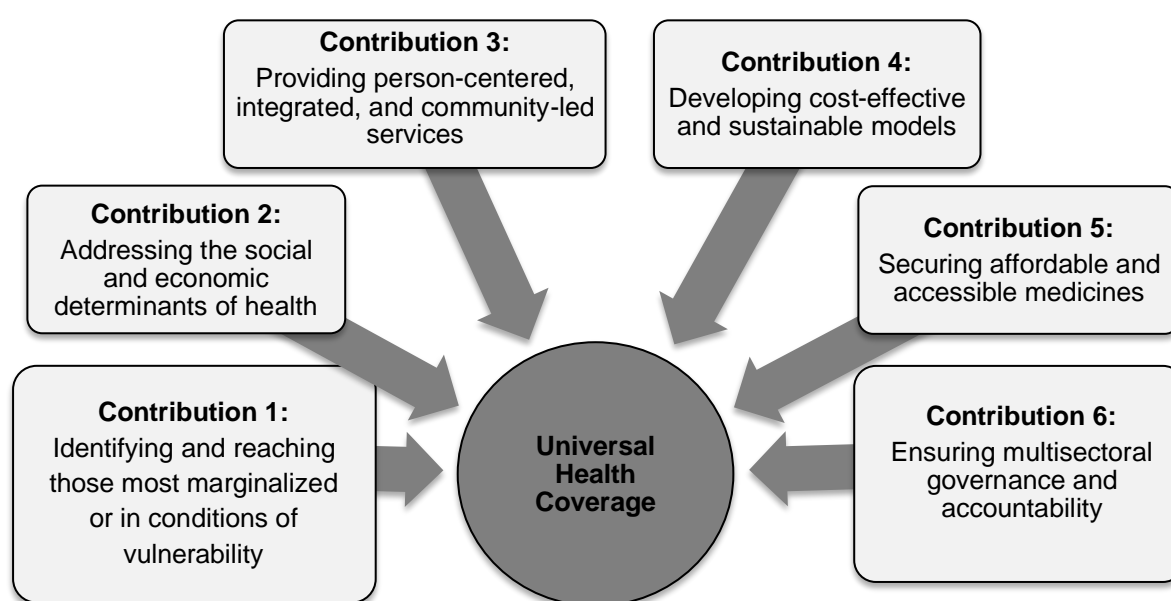 Contribution 1:
Identifying and reaching
those most marginalized
or in conditions of
vulnerability
Contribution 2:
Addressing the social
and economic
determinants of health
Contribution 3:
Providing person-centered,
integrated, and community-led
services
Contribution 4:
Developing cost-effective
and sustainable models
Contribution 5:
Securing affordable and
accessible medicines
Contribution 6:
Ensuring multisectoral
governance and
accountability
Universal
Health
Coverage